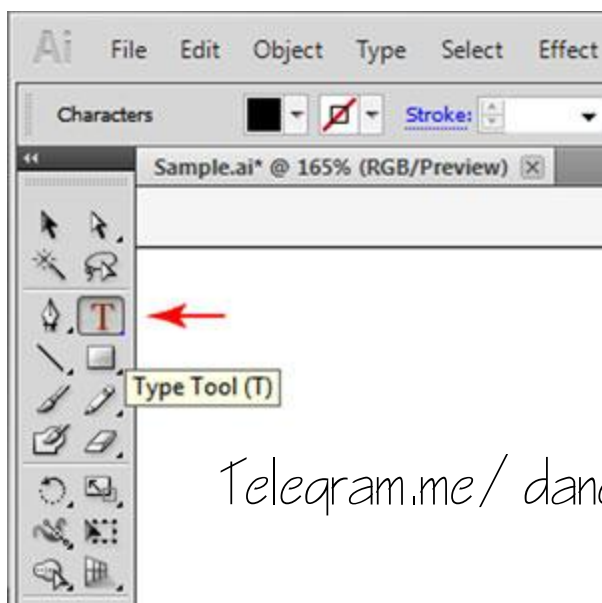 Ai File Edit Object Type Select Effect
Characters Stroke:
Sample.ai* @ 165% (RGB/Preview)
T
Type Tool (T)
Telegram.me/